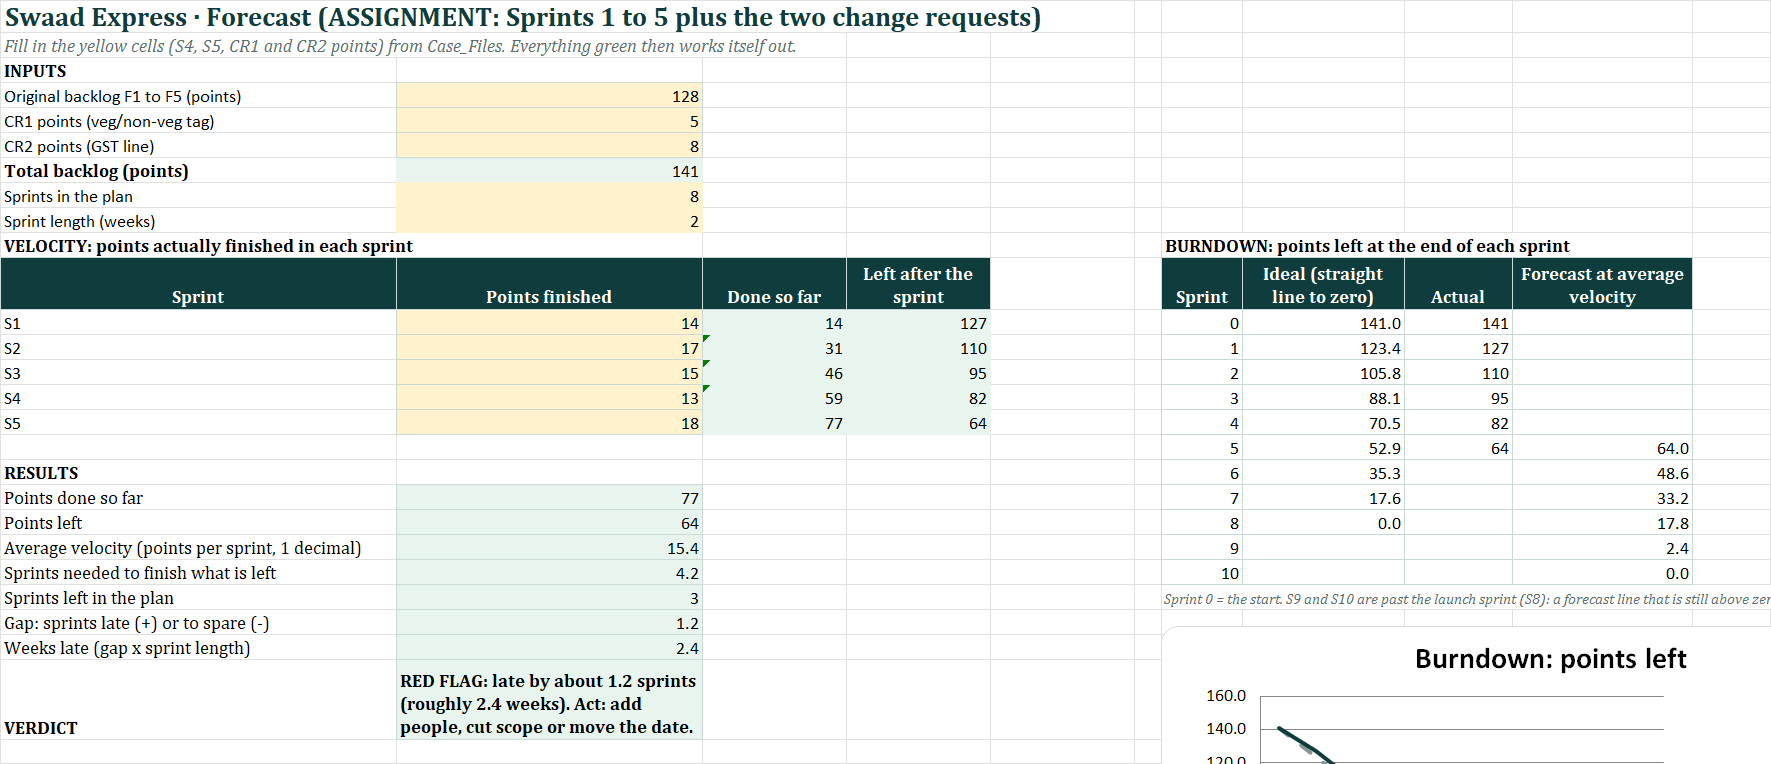 Swaad Express · Forecast (ASSIGNMENT: Sprints 1 to 5 plus the two change requests)
Fill in the yellow cells (S4, S5, CR1 and CR2 points) from Case_Files. Everything green then works itself out.
INPUTS
Original backlog F1 to F5 (points) 128
CR1 points (veg/non-veg tag) 5
CR2 points (GST line) 8
Total backlog (points) 141
Sprints in the plan 8
Sprint length (weeks) 2
VELOCITY: points actually finished in each sprint
Sprint Points finished Done so far Left after the sprint
S1 14 14 127
S2 17 31 110
S3 15 46 95
S4 13 59 82
S5 18 77 64
RESULTS
Points done so far 77
Points left 64
Average velocity (points per sprint, 1 decimal) 15.4
Sprints needed to finish what is left 4.2
Sprints left in the plan 3
Gap: sprints late (+) or to spare (-) 1.2
Weeks late (gap x sprint length) 2.4
VERDICT
RED FLAG: late by about 1.2 sprints
(roughly 2.4 weeks). Act: add
people, cut scope or move the date.
BURNDOWN: points left at the end of each sprint
Sprint Ideal (straight line to zero) Actual Forecast at average velocity
0 141.0 141
1 123.4 127
2 105.8 110
3 88.1 95
4 70.5 82
5 52.9 64 64.0
6 35.3 48.6
7 17.6 33.2
8 0.0 17.8
9 2.4
10 0.0
Sprint 0 = the start. S9 and S10 are past the launch sprint (S8): a forecast line that is still above
Burndown: points left
160.0
140.0
120.0